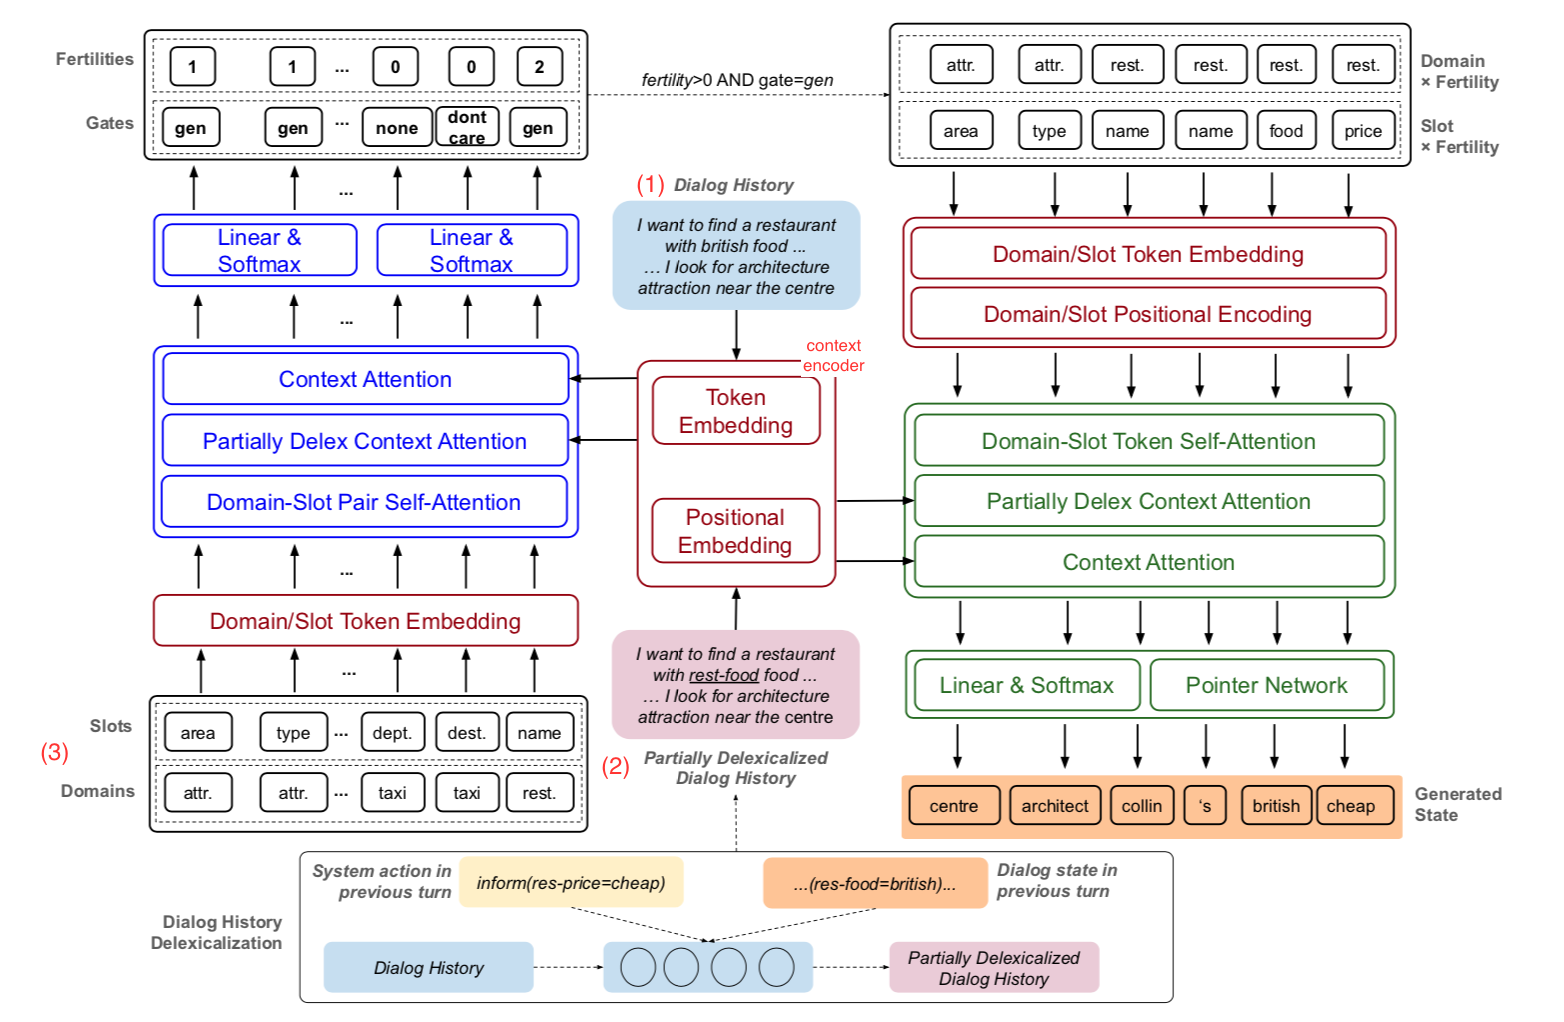 Fertilities
1 1 ... 0 0 2
Gates
gen gen ... none dont care gen
fertility>0 AND gate=gen
attr. attr. rest. rest. rest. rest.
Domain
× Fertility
area type name name food price
Slot
× Fertility
...
Linear &
Softmax
Linear &
Softmax
...
Context Attention
Partially Delex Context Attention
Domain-Slot Pair Self-Attention
...
Domain/Slot Token Embedding
...
Slots
area type ... dept. dest. name
(3)
Domains
attr. attr. ... taxi taxi rest.
(1) Dialog History
I want to find a restaurant
with british food ...
… I look for architecture
attraction near the centre
context
encoder
Token
Embedding
Positional
Embedding
I want to find a restaurant
with rest-food food ...
… I look for architecture
attraction near the centre
(2) Partially Delexicalized
Dialog History
Domain/Slot Token Embedding
Domain/Slot Positional Encoding
Domain-Slot Token Self-Attention
Partially Delex Context Attention
Context Attention
Linear & Softmax
Pointer Network
centre architect collin ‘s british cheap
Generated
State
System action in
previous turn
inform(res-price=cheap)
...(res-food=british)...
Dialog state in
previous turn
Dialog History
Delexicalization
Dialog History
Partially Delexicalized
Dialog History